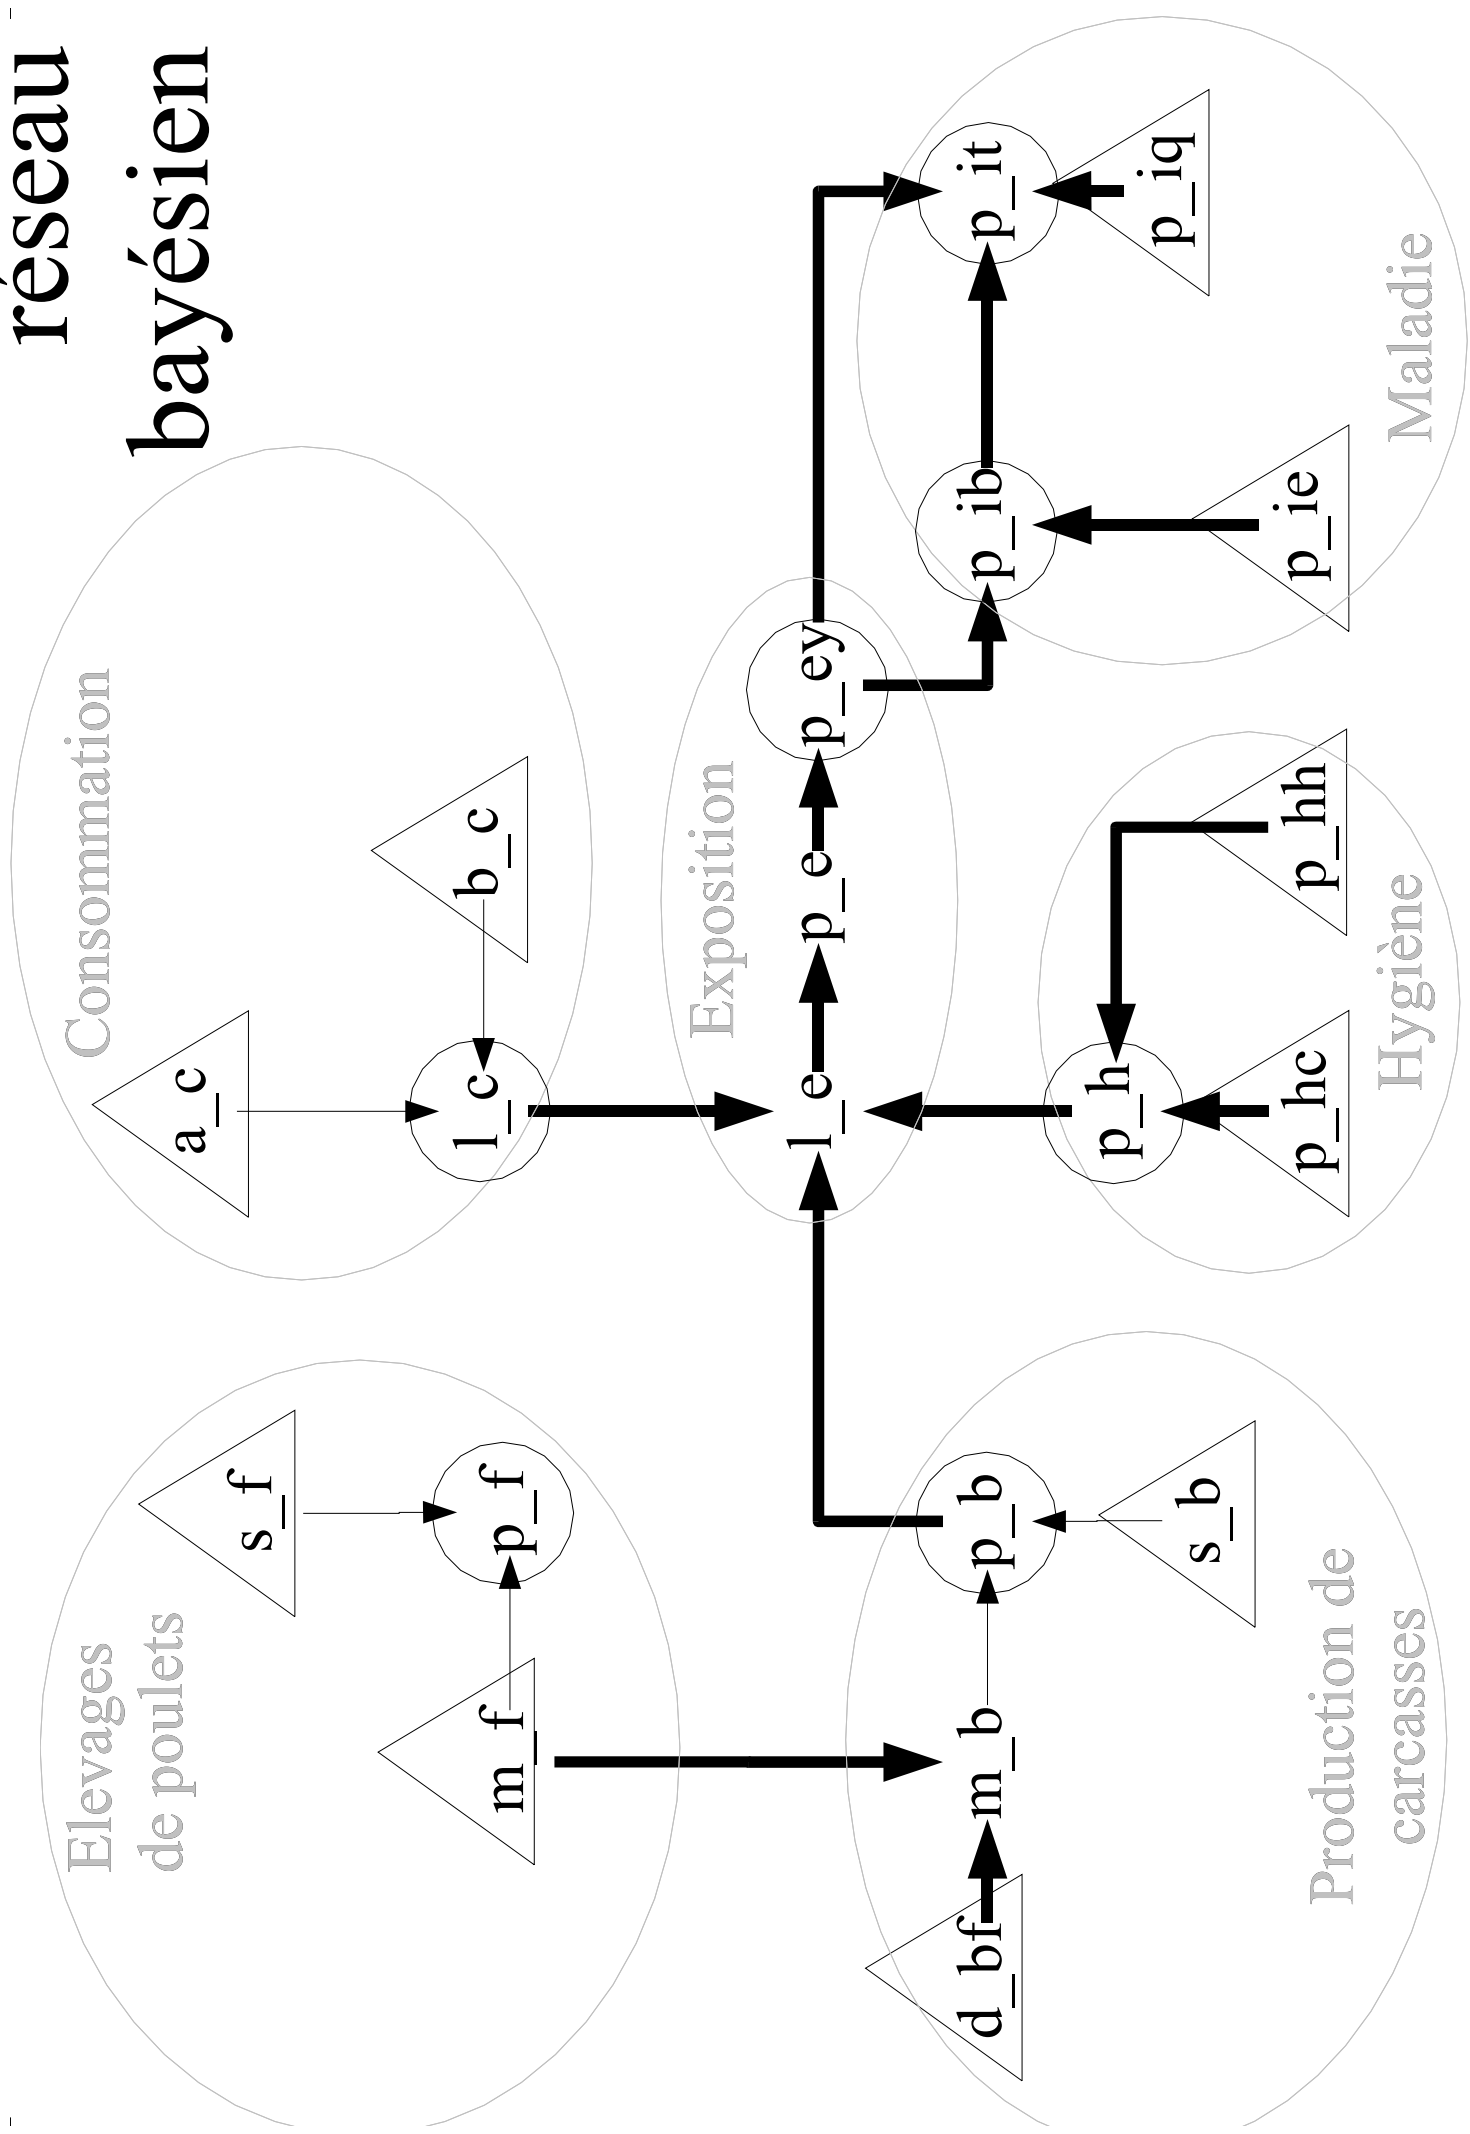 réseau
bayésien
Elevages
de poulets
s_f
m_f
p_f
Consommation
a_c
l_c
b_c
Exposition
l_e
p_e
p_ey
d_bf
m_b
p_b
s_b
Production de
carcasses
p_h
p_hc
p_hh
Hygiène
p_ib
p_it
p_ie
p_iq
Maladie